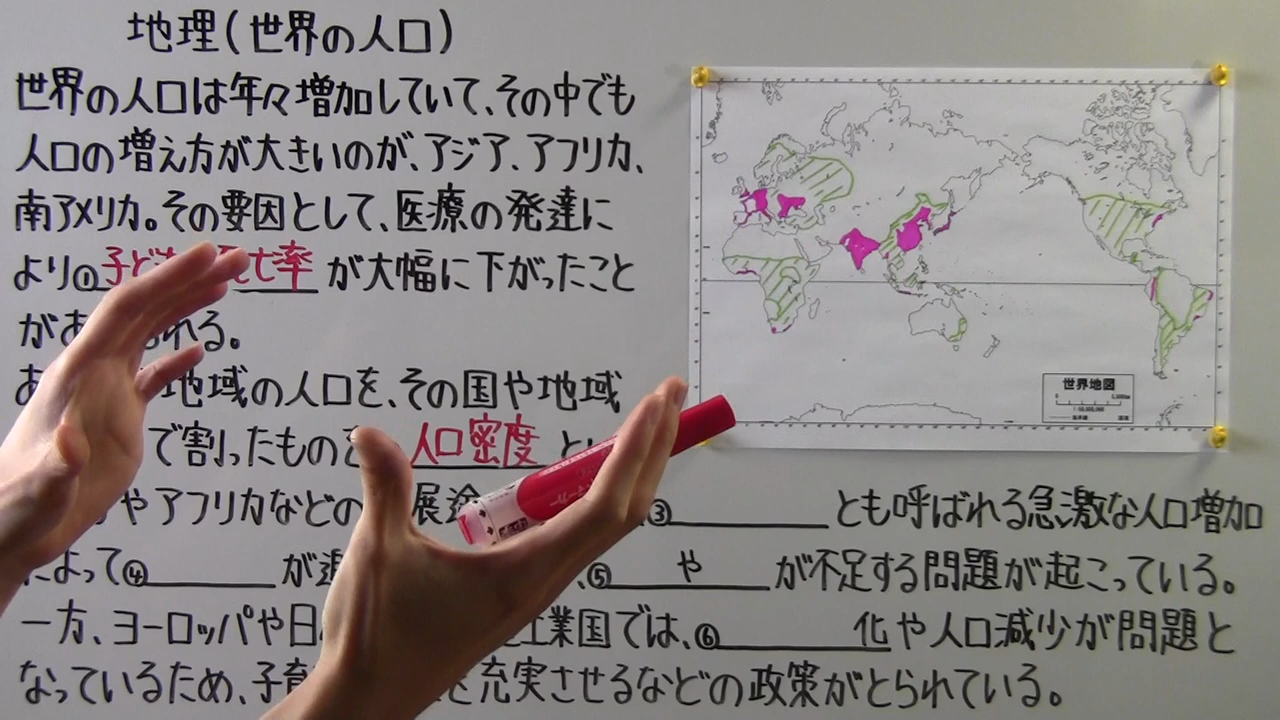 地理(世界の人口)
世界の人口は年々増加していて、その中でも
人口の増え方が大きいのが、アジア、アフリカ、
南アメリカ。その要因として、医療の発達に
より①子ども 亡率が大幅に下がったこと
があ れる。
あ 地域の人口を、その国や地域
で割ったものを 人口密度 とい
やアフリカなどの 展途 ③ とも呼ばれる急激な人口増加
によって④ が進 、⑤ や が不足する問題が起こっている。
一方、ヨーロッパや日 工業国では、⑥ 化や人口減少が問題と
なっているため、子育 を充実させるなどの政策がとられている。
世界地図